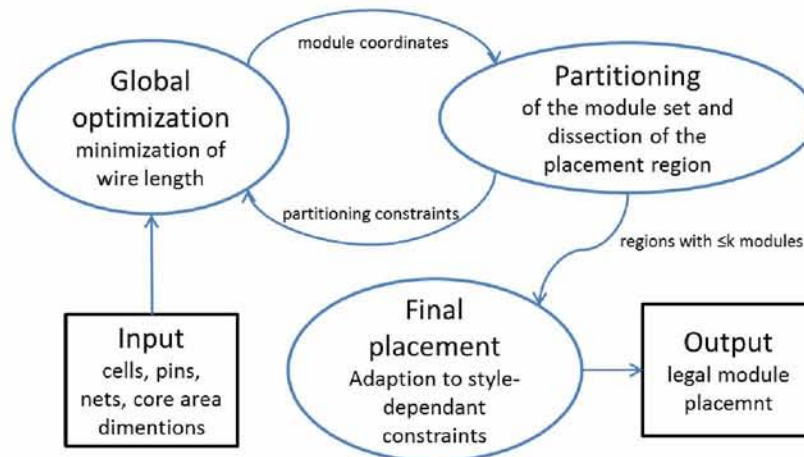 module coordinates
Global
optimization
minimization of
wire length
Partitioning
of the module set and
dissection of the
placement region
partitioning constraints
regions with ≤k modules
Input
cells, pins,
nets, core area
dimentions
Final
placement
Adaption to style-
dependant
constraints
Output
legal module
placemnt